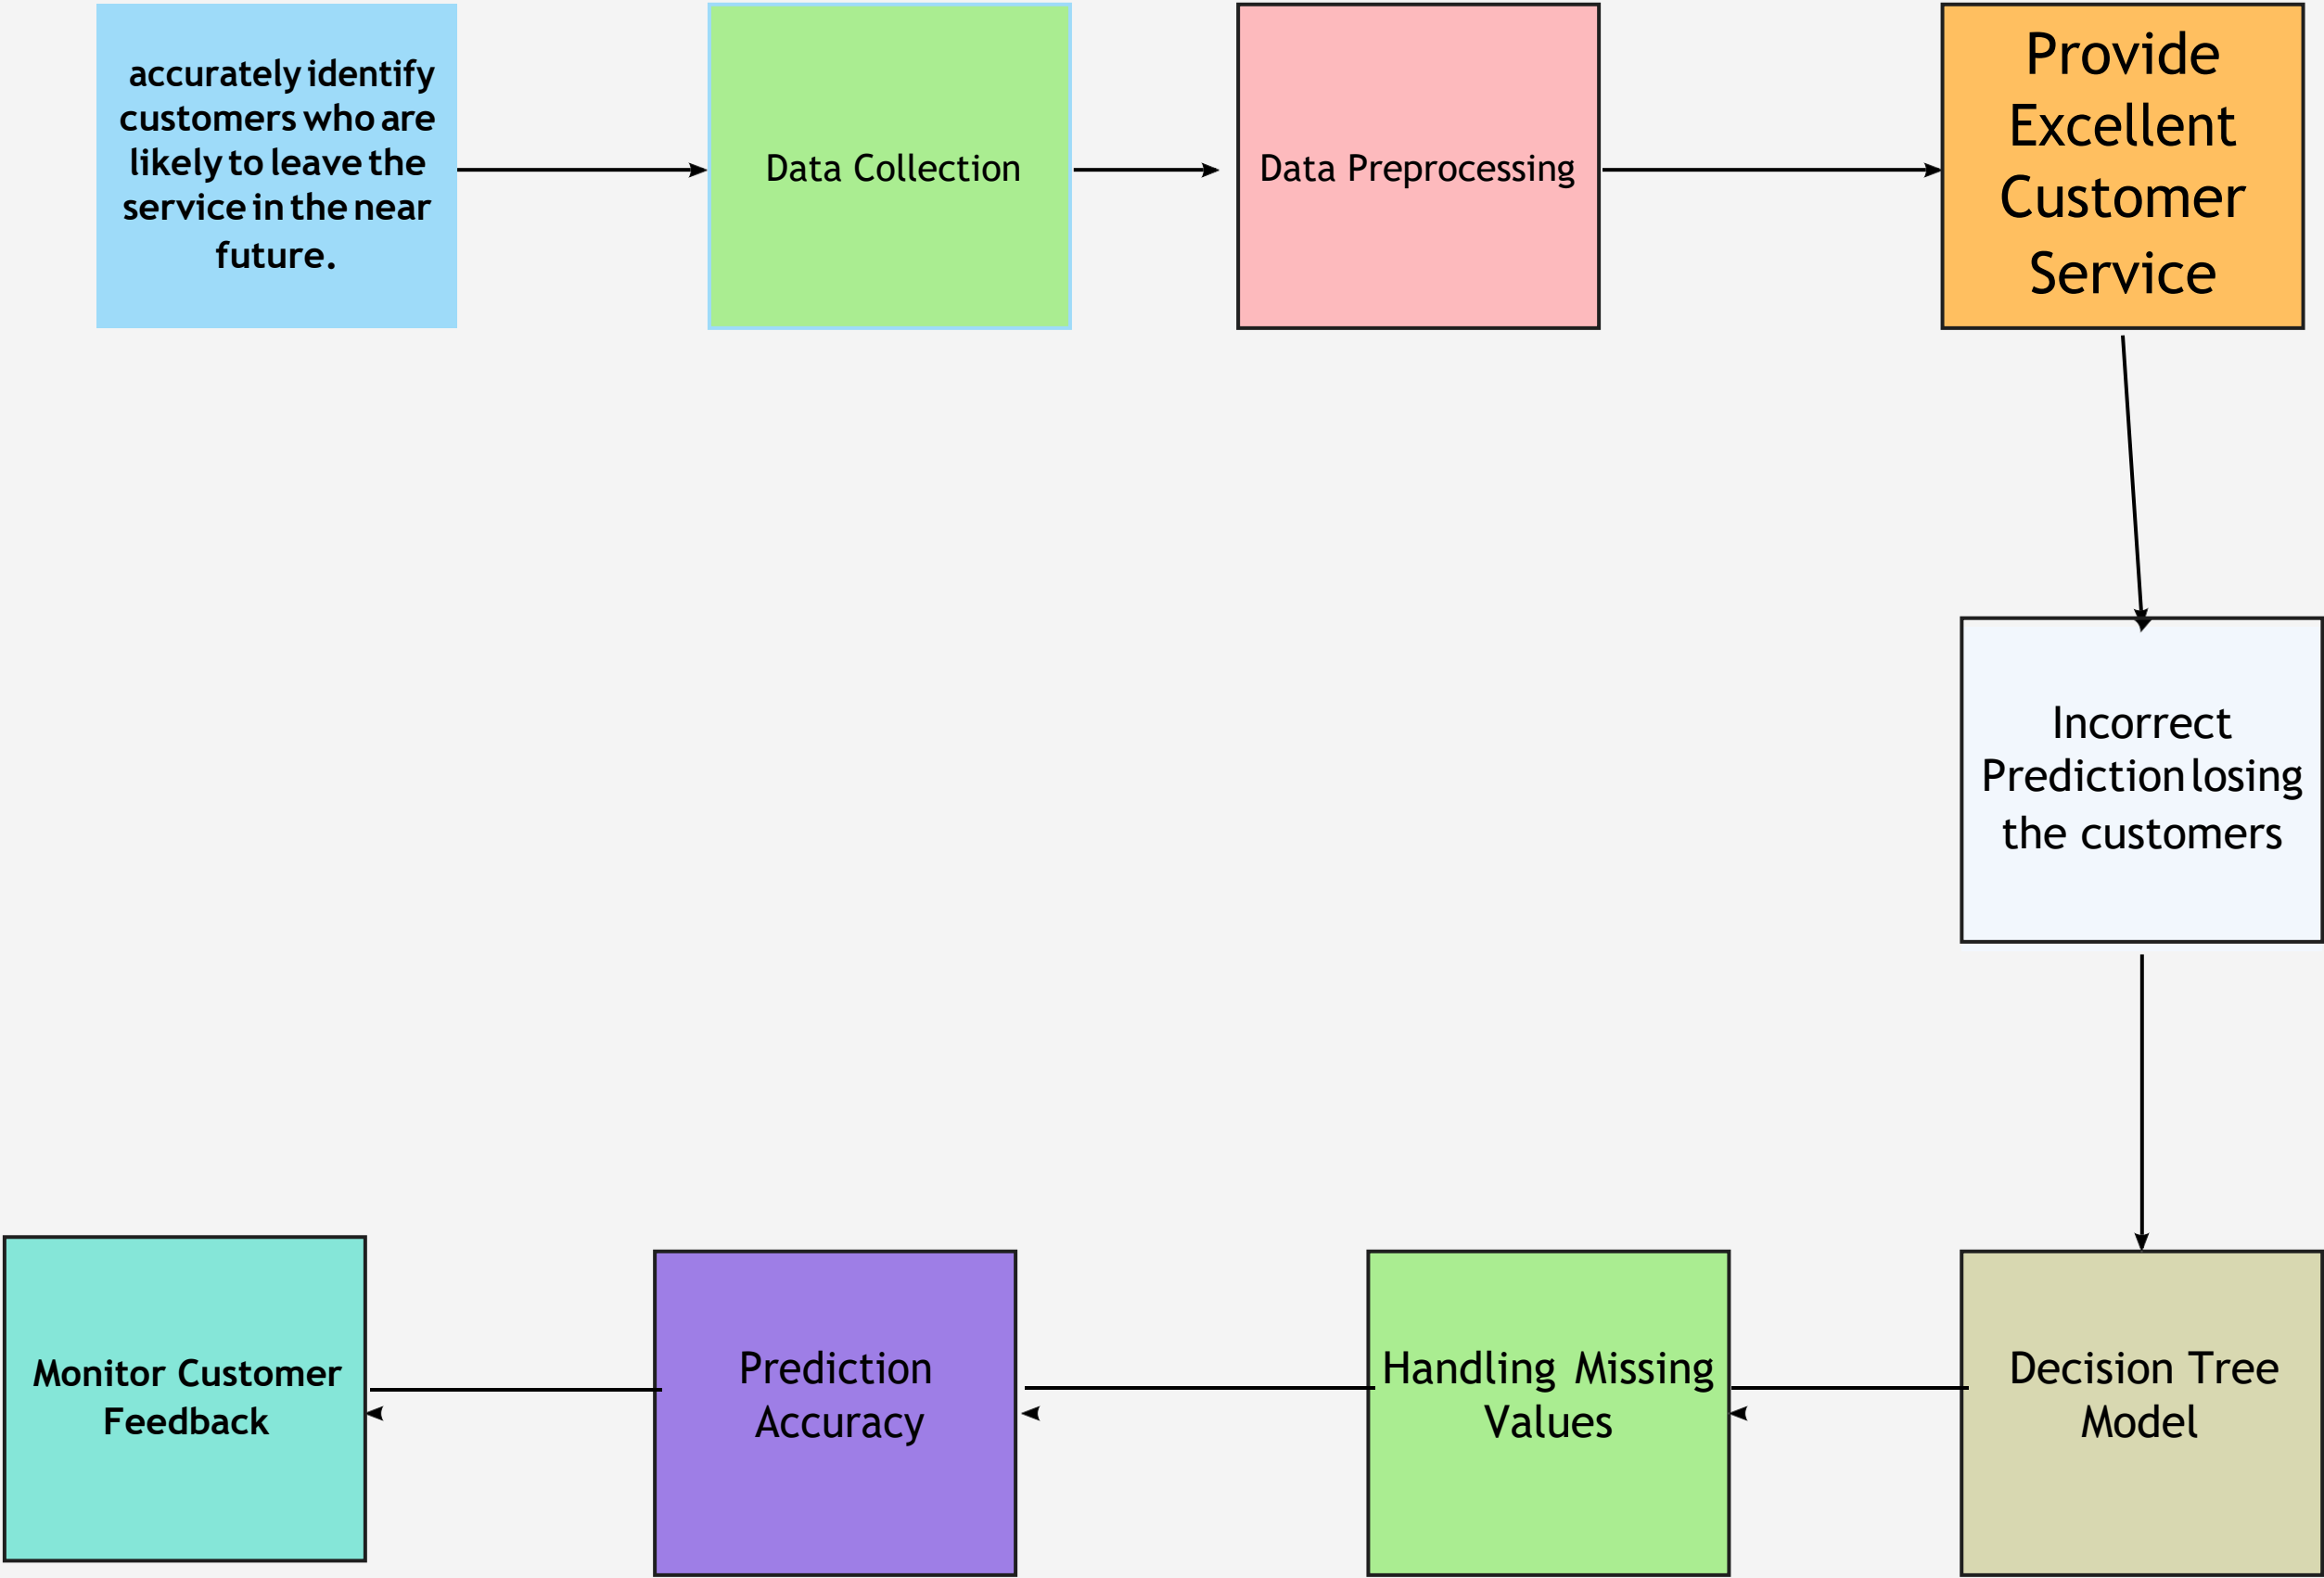 accurately identify
customers who are
likely to leave the
service in the near
future.
Data Collection
Data Preprocessing
Provide
Excellent
Customer
Service
Incorrect
Prediction losing
the customers
Decision Tree
Model
Handling Missing
Values
Prediction
Accuracy
Monitor Customer
Feedback